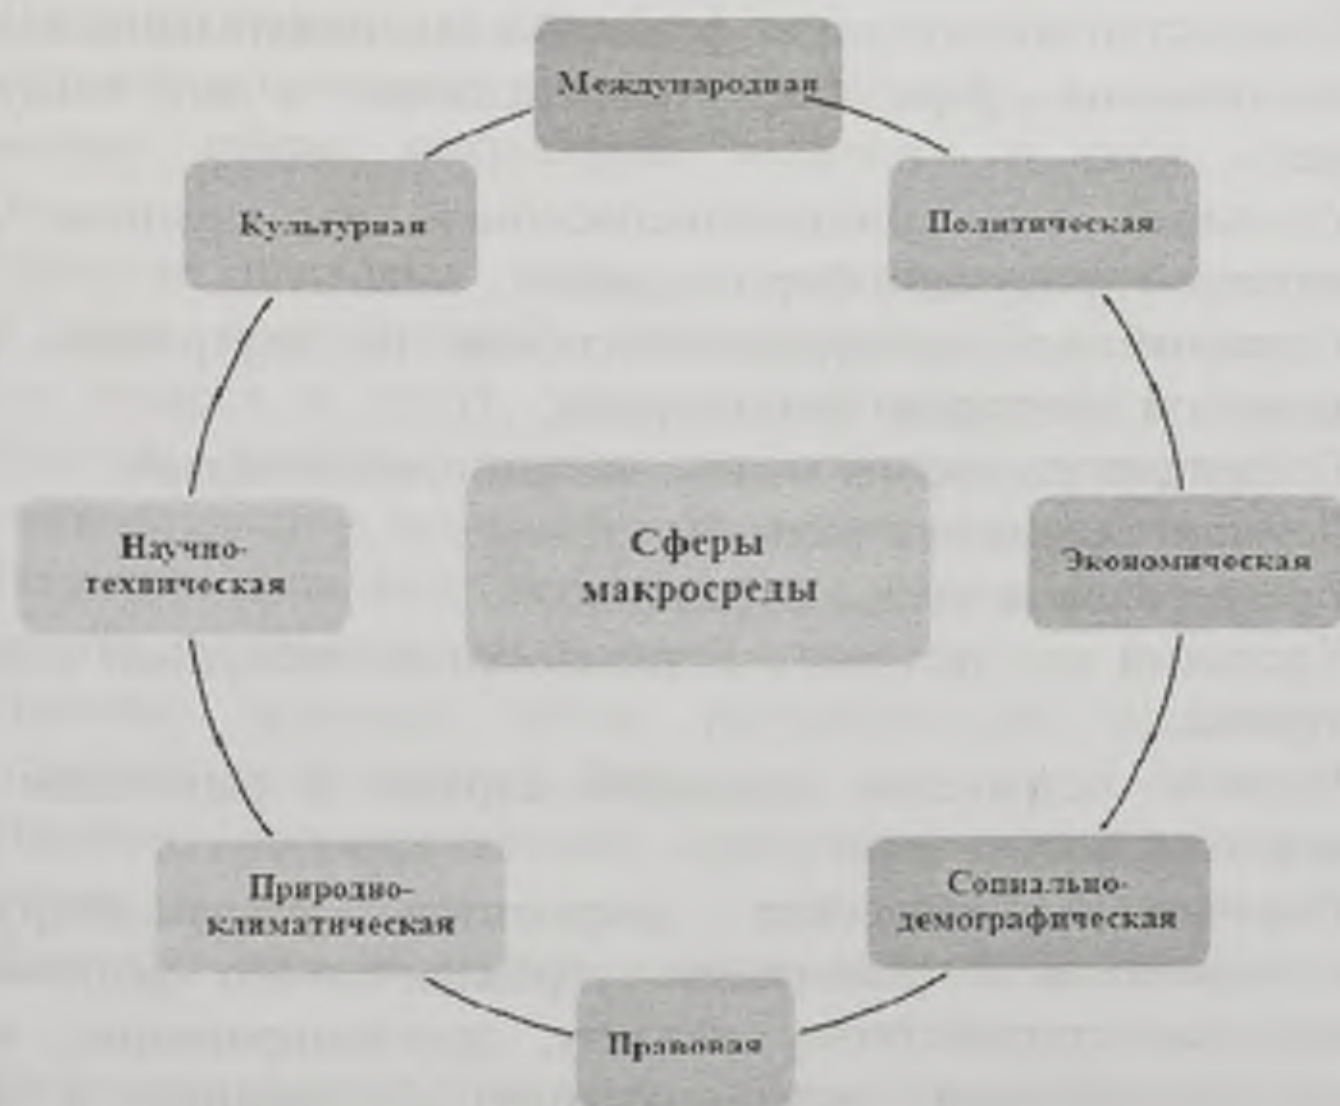 Международная
Культурная
Политическая
Научно-
техническая
Сферы
макросреды
Экономическая
Природно-
климатическая
Социально-
демографическая
Правовая